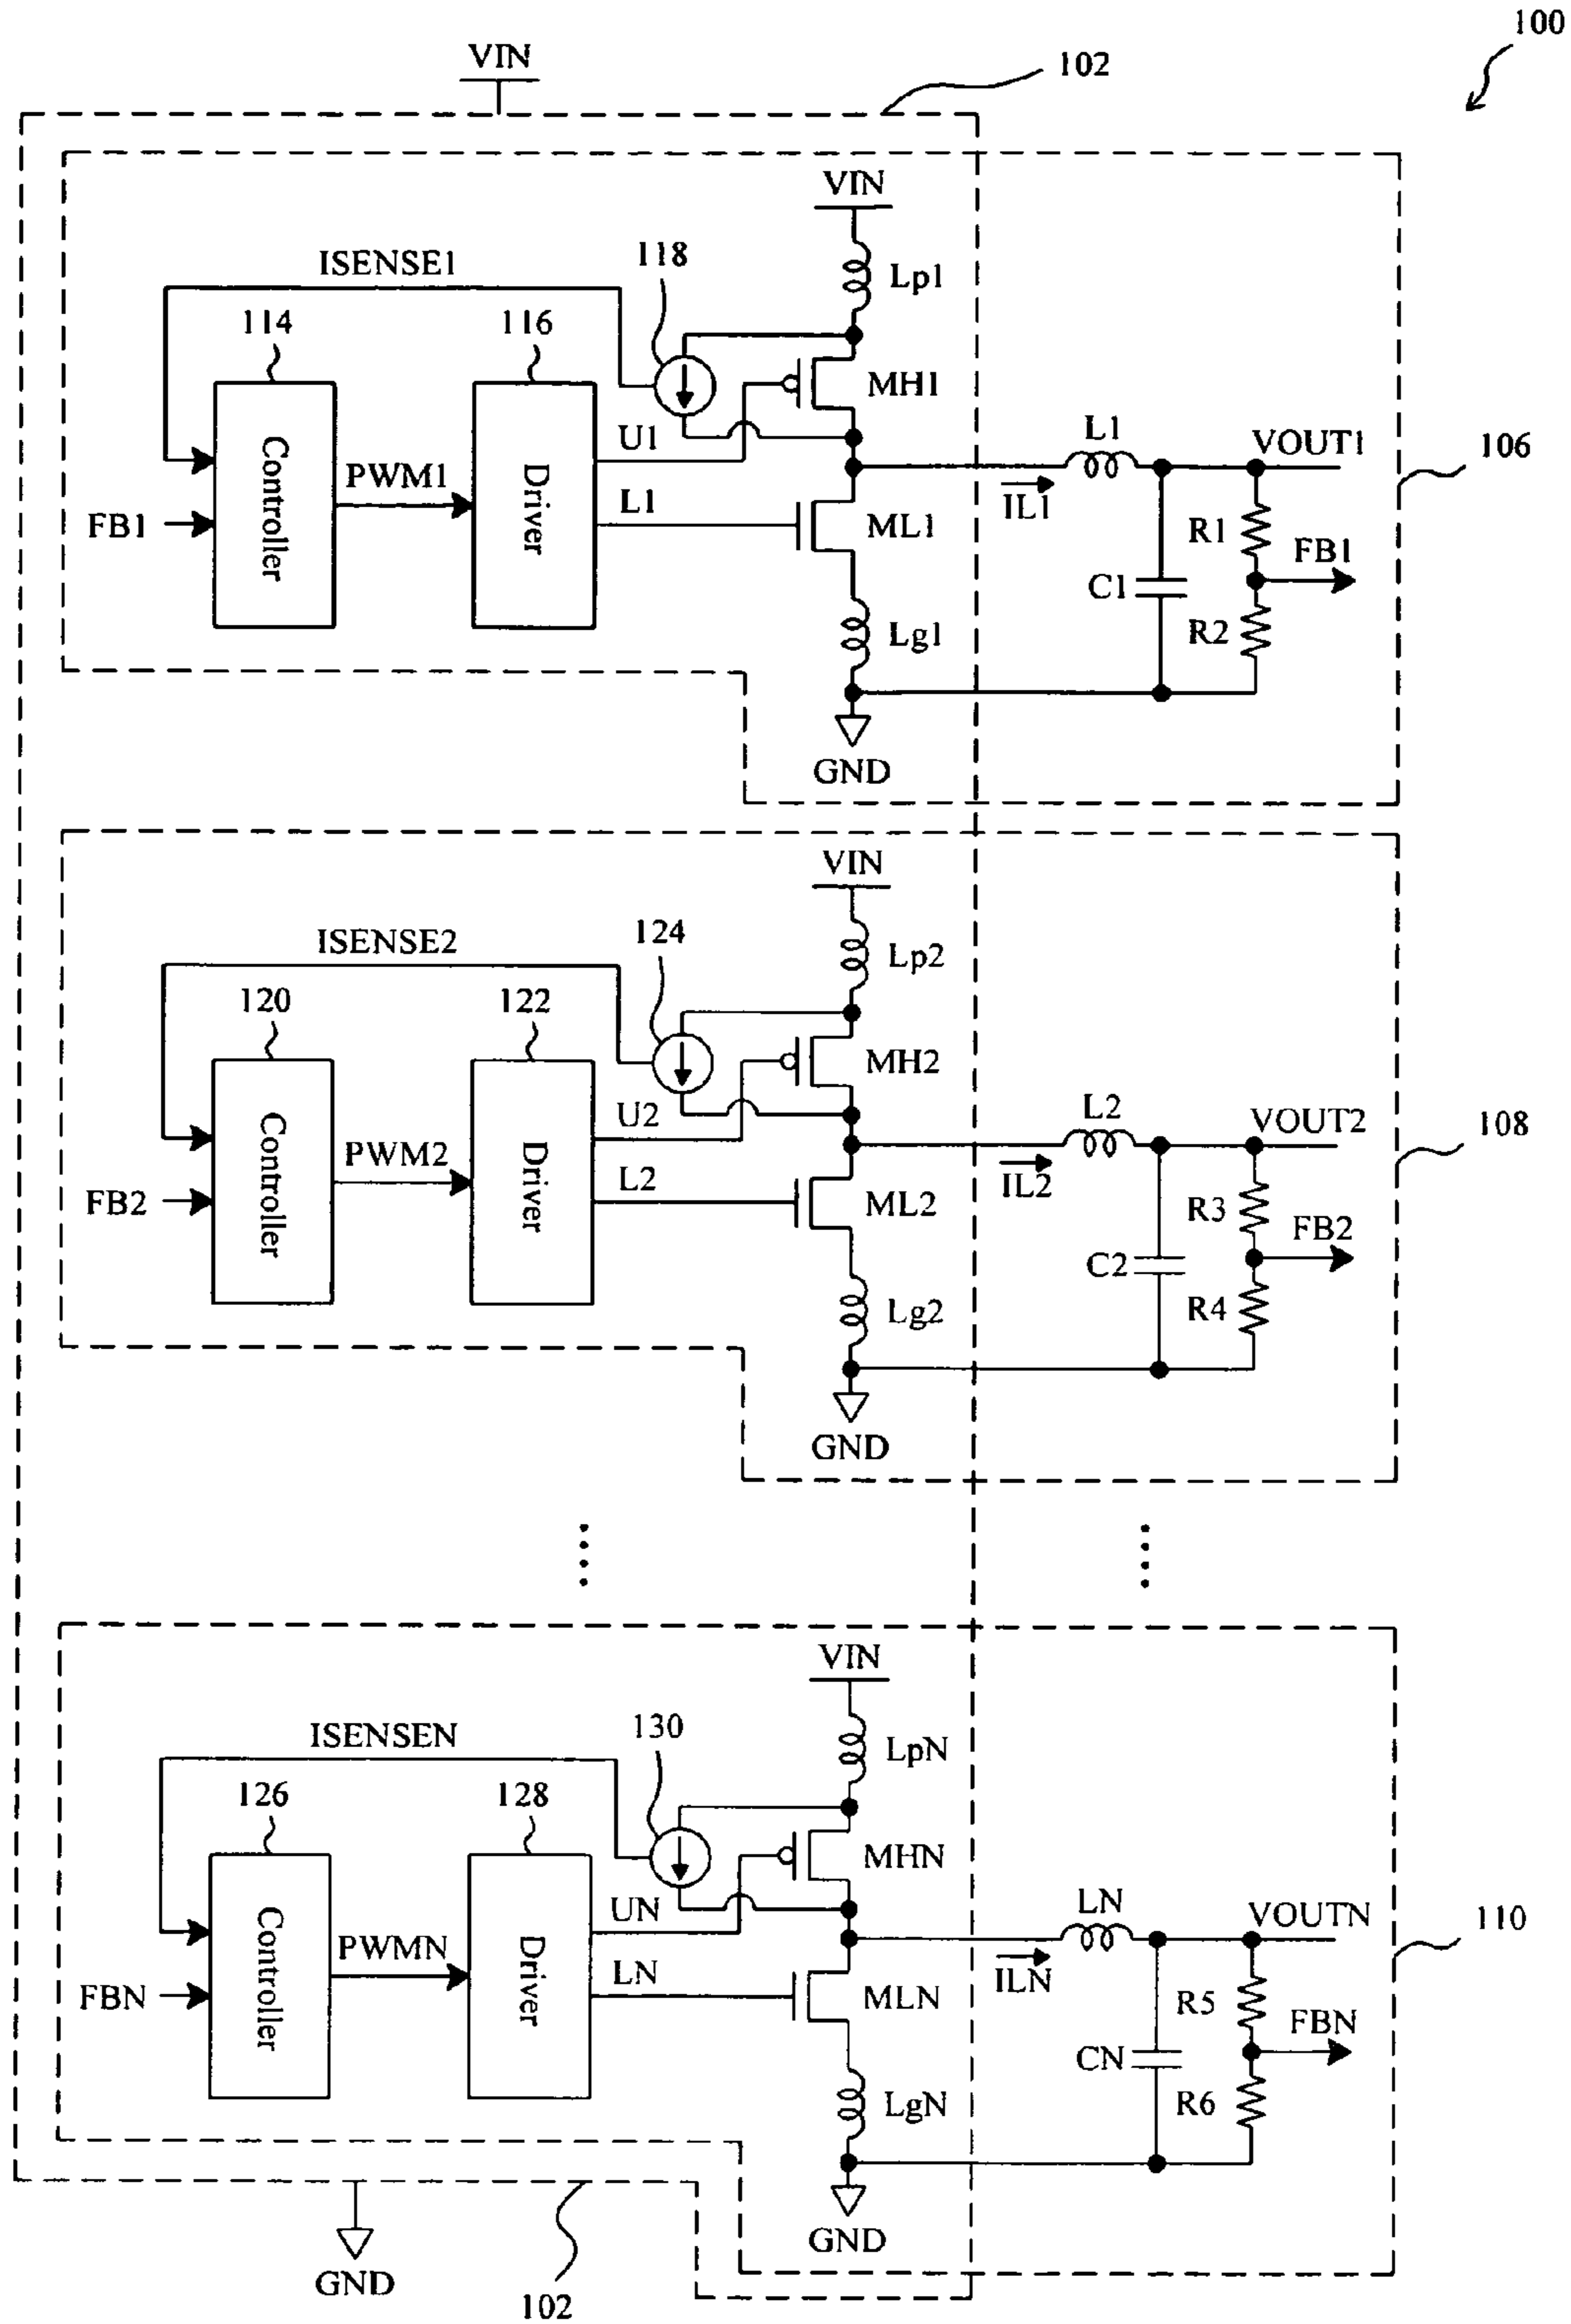 100
VIN
102
VIN
ISENSE1
118
Lp1
114
116
MH1
U1
L1
VOUT1
106
Controller
PWM1
Driver
L1
IL1
ML1
R1
FB1
FB1
C1
R2
Lg1
GND
VIN
ISENSE2
124
Lp2
120
122
MH2
U2
L2
VOUT2
108
Controller
PWM2
Driver
L2
IL2
ML2
R3
FB2
FB2
C2
R4
Lg2
GND
VIN
ISENSEN
130
LpN
126
128
MHN
UN
LN
VOUTN
110
Controller
PWMN
Driver
LN
ILN
MLN
R5
FBN
FBN
CN
R6
LgN
GND
GND
102